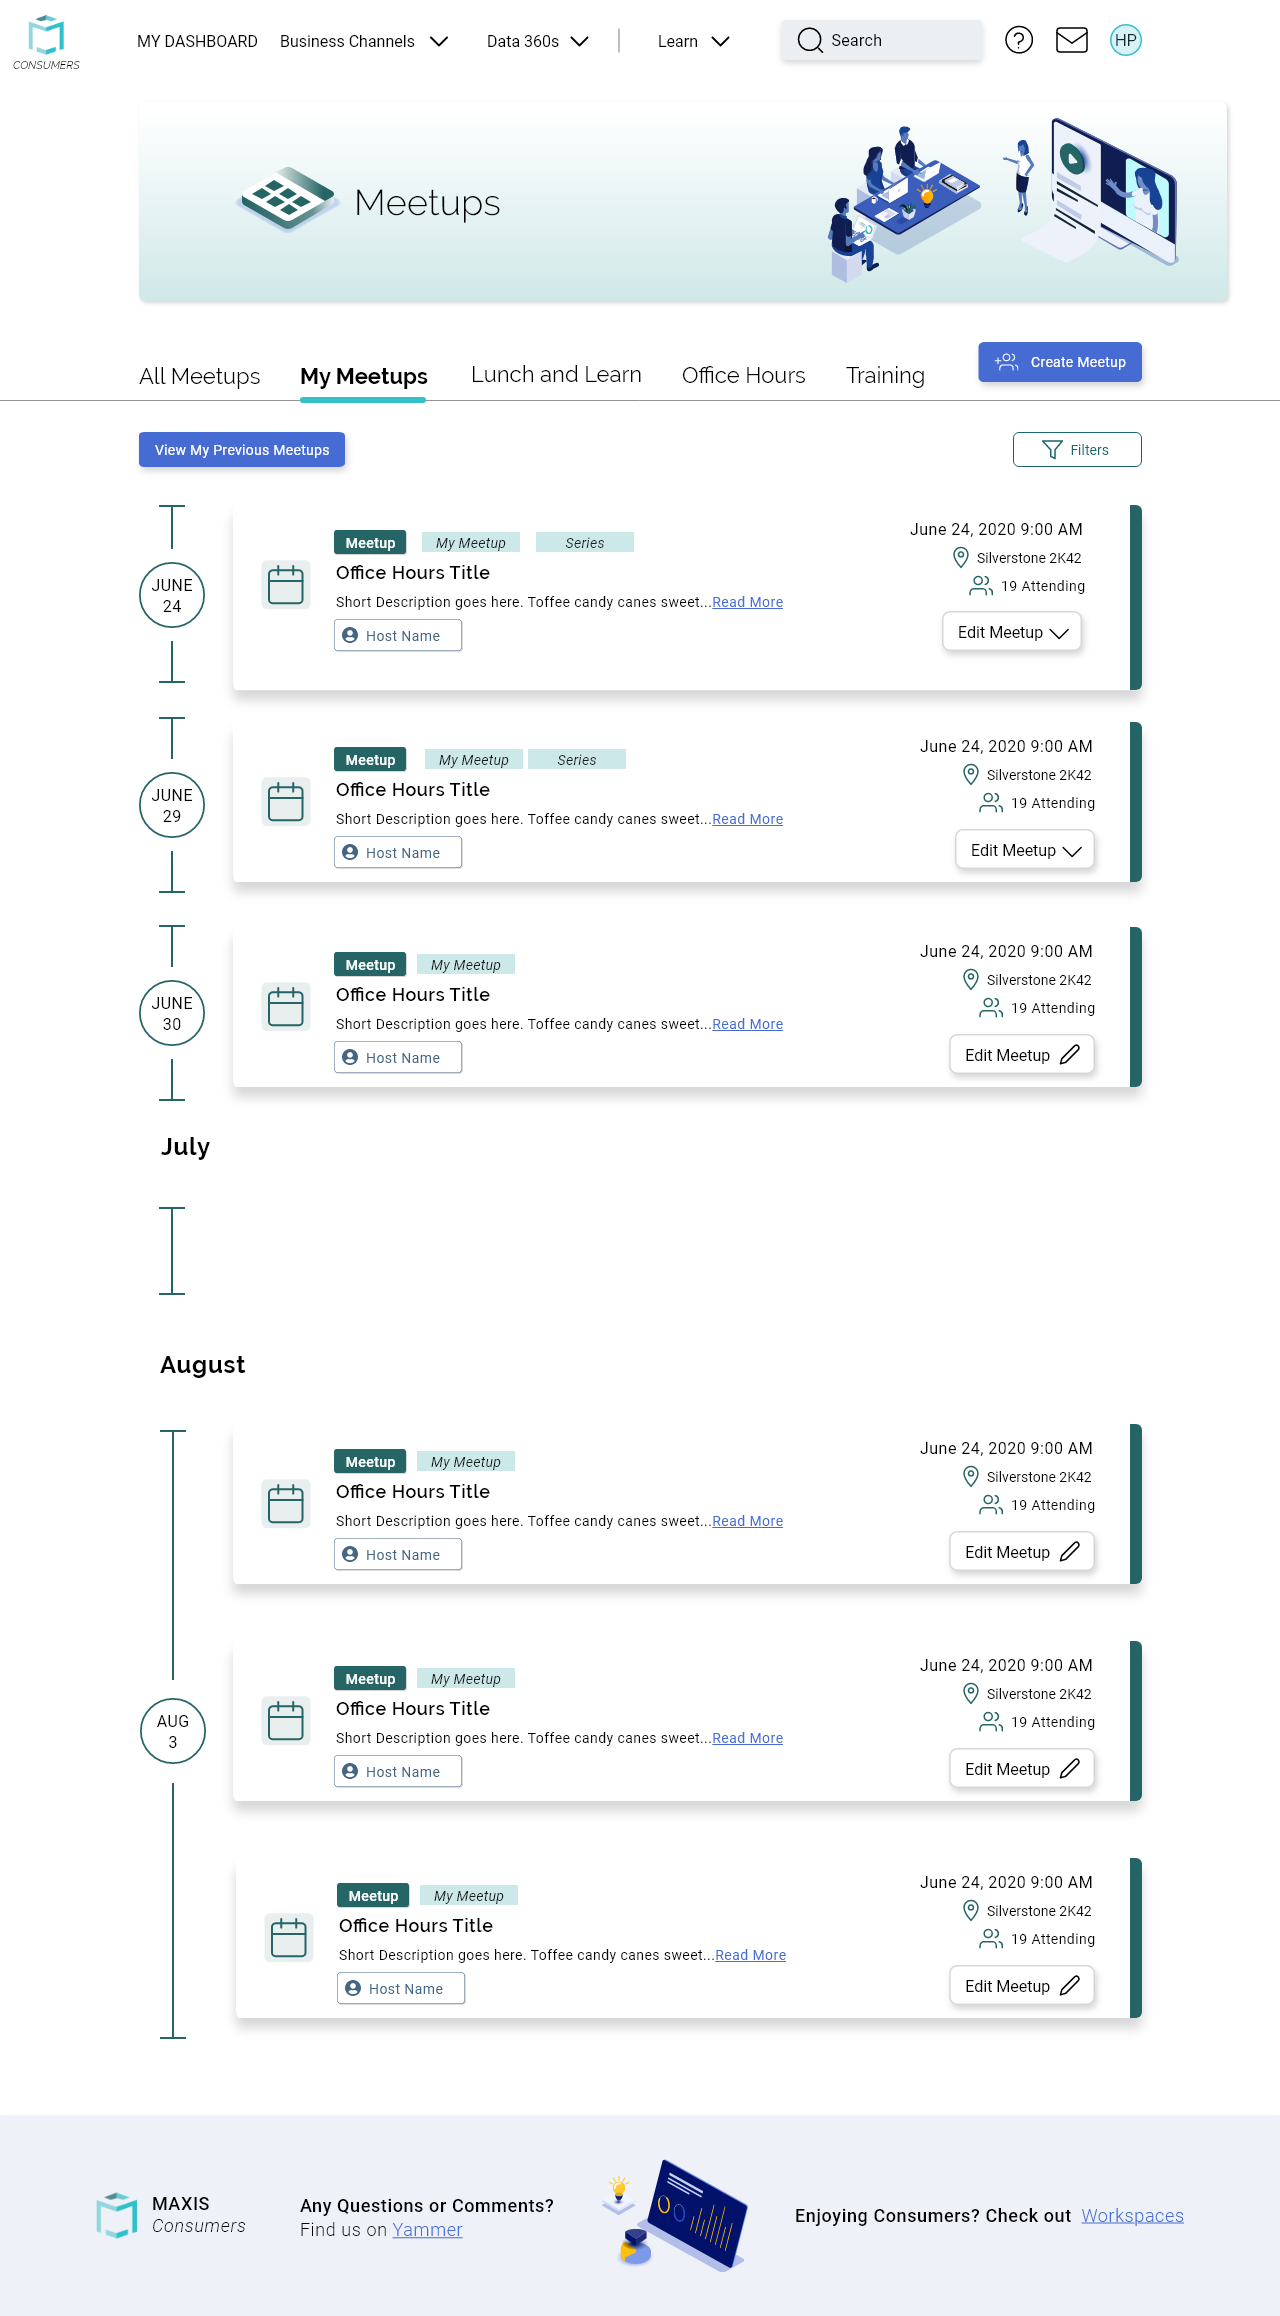 CONSUMERS
MY DASHBOARD Business Channels Data 360s Learn Search HP
Meetups
All Meetups My Meetups Lunch and Learn Office Hours Training Create Meetup
View My Previous Meetups Filters
JUNE
24
Meetup My Meetup Series
Office Hours Title
Short Description goes here. Toffee candy canes sweet...Read More
Host Name
June 24, 2020 9:00 AM
Silverstone 2K42
19 Attending
Edit Meetup
JUNE
29
Meetup My Meetup Series
Office Hours Title
Short Description goes here. Toffee candy canes sweet...Read More
Host Name
June 24, 2020 9:00 AM
Silverstone 2K42
19 Attending
Edit Meetup
JUNE
30
Meetup My Meetup
Office Hours Title
Short Description goes here. Toffee candy canes sweet...Read More
Host Name
June 24, 2020 9:00 AM
Silverstone 2K42
19 Attending
Edit Meetup
July
August
Meetup My Meetup
Office Hours Title
Short Description goes here. Toffee candy canes sweet...Read More
Host Name
June 24, 2020 9:00 AM
Silverstone 2K42
19 Attending
Edit Meetup
AUG
3
Meetup My Meetup
Office Hours Title
Short Description goes here. Toffee candy canes sweet...Read More
Host Name
June 24, 2020 9:00 AM
Silverstone 2K42
19 Attending
Edit Meetup
Meetup My Meetup
Office Hours Title
Short Description goes here. Toffee candy canes sweet...Read More
Host Name
June 24, 2020 9:00 AM
Silverstone 2K42
19 Attending
Edit Meetup
MAXIS
Consumers
Any Questions or Comments?
Find us on Yammer
Enjoying Consumers? Check out Workspaces